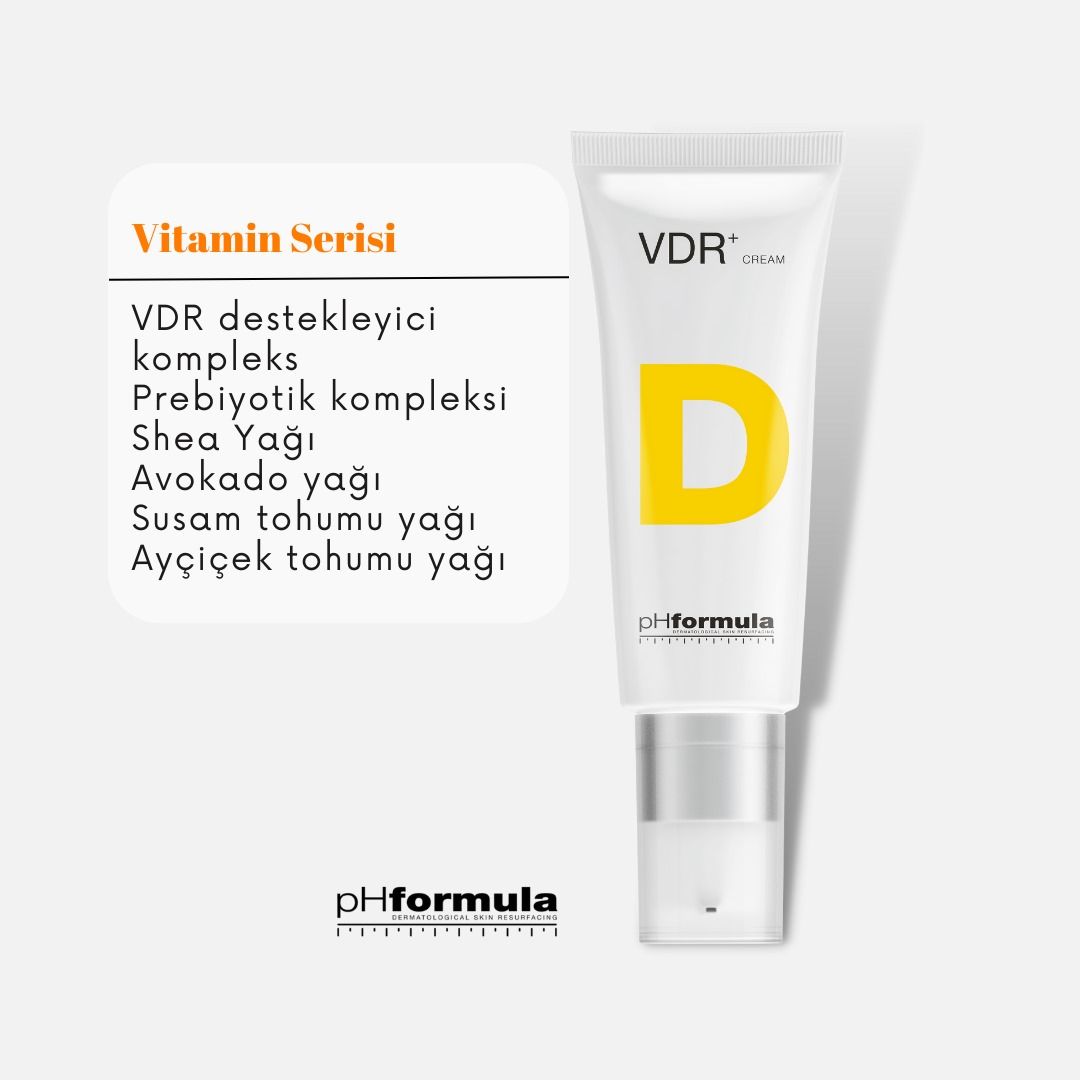 Vitamin Serisi
VDR destekleyici
kompleks
Prebiyotik kompleksi
Shea Yağı
Avokado yağı
Susam tohumu yağı
Ayçiçek tohumu yağı
VDR+ CREAM
D
pHformula
DERMATOLOGICAL SKIN RESURFACING
pHformula
DERMATOLOGICAL SKIN RESURFACING